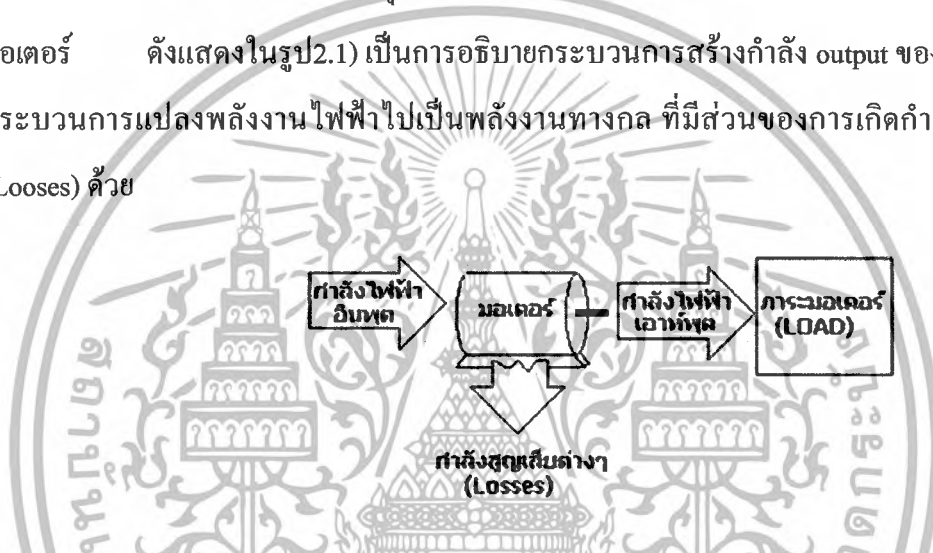 อเตอร์ ดังแสดงในรูป2.1) เป็นการอธิบายกระบวนการสร้างกำลัง output ของ
ระบวนการแปลงพลังงานไฟฟ้าไปเป็นพลังงานทางกล ที่มีส่วนของการเกิดกำ
Looses) ด้วย
กำลังไฟฟ้า
อินพุต
มอเตอร์
กำลังไฟฟ้า
เอาท์พุต
ภาระมอเตอร์
(LOAD)
กำลังสูญเสียต่างๆ
(Losses)